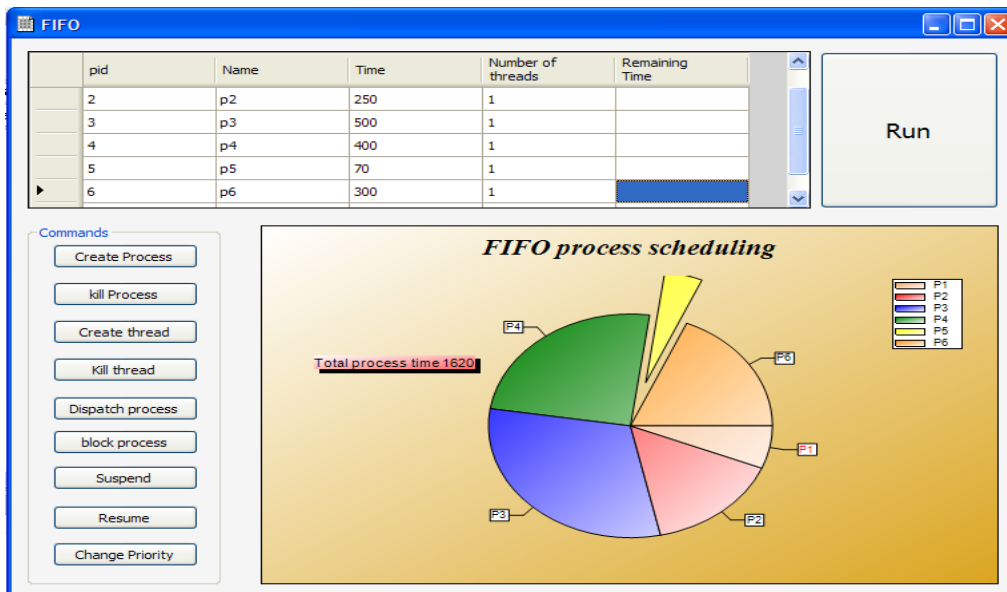 FIFO
pid Name Time Number of threads Remaining Time
2 p2 250 1
3 p3 500 1
4 p4 400 1
5 p5 70 1
6 p6 300 1
Run
Commands
Create Process
kill Process
Create thread
Kill thread
Dispatch process
block process
Suspend
Resume
Change Priority
FIFO process scheduling
Total process time 1620
P4
P6
P1
P2
P3
P1
P2
P3
P4
P5
P6